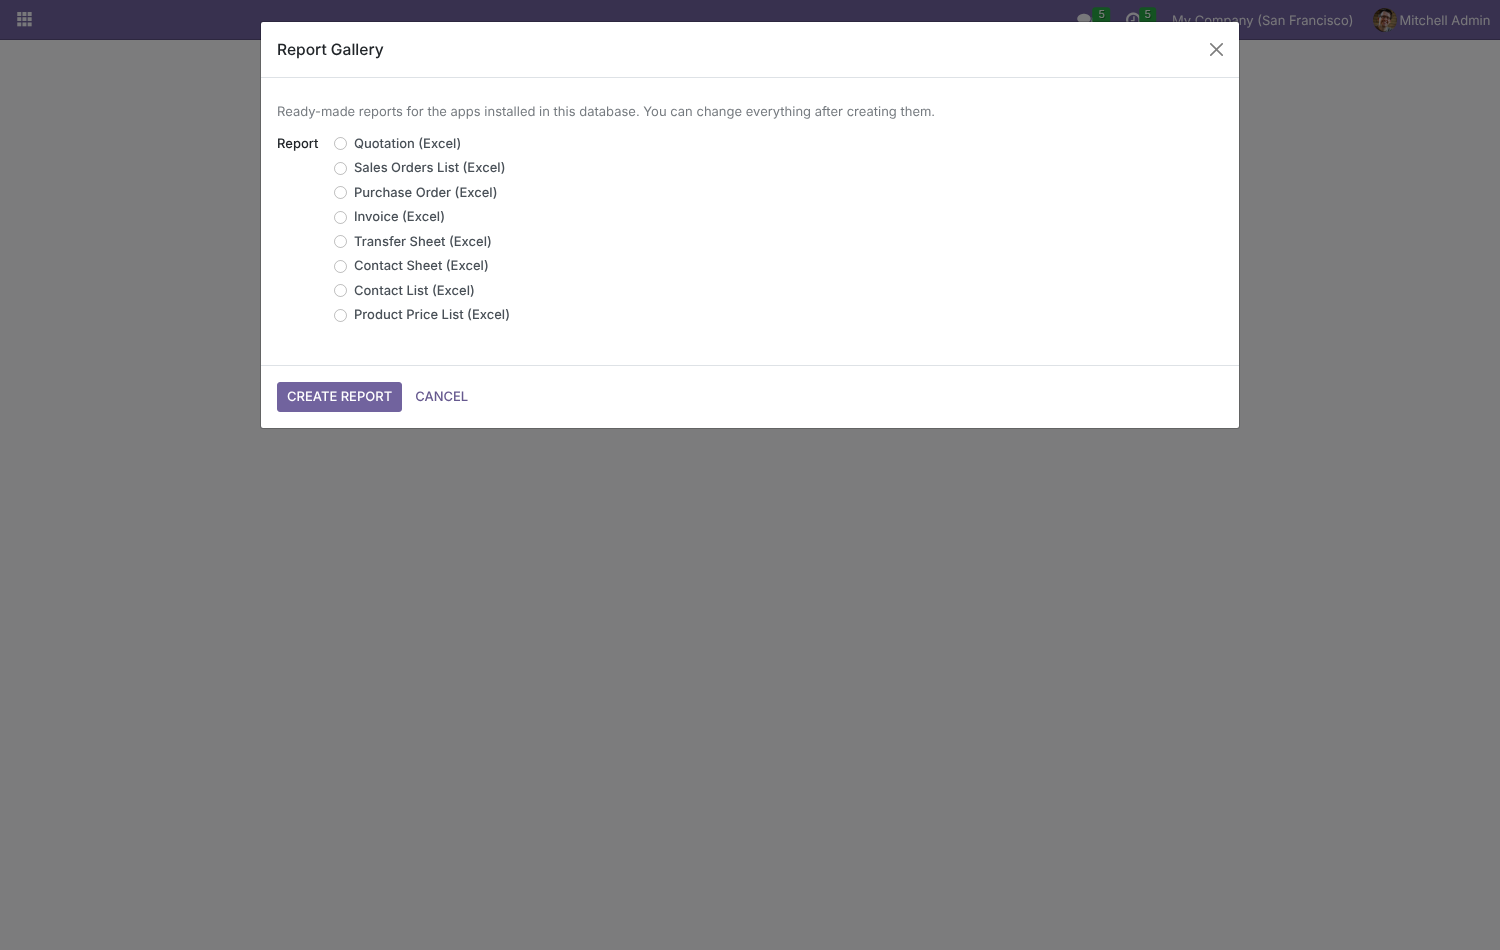 5
5
My Company (San Francisco)
Mitchell Admin
Report Gallery
Ready-made reports for the apps installed in this database. You can change everything after creating them.
Report
Quotation (Excel)
Sales Orders List (Excel)
Purchase Order (Excel)
Invoice (Excel)
Transfer Sheet (Excel)
Contact Sheet (Excel)
Contact List (Excel)
Product Price List (Excel)
CREATE REPORT
CANCEL